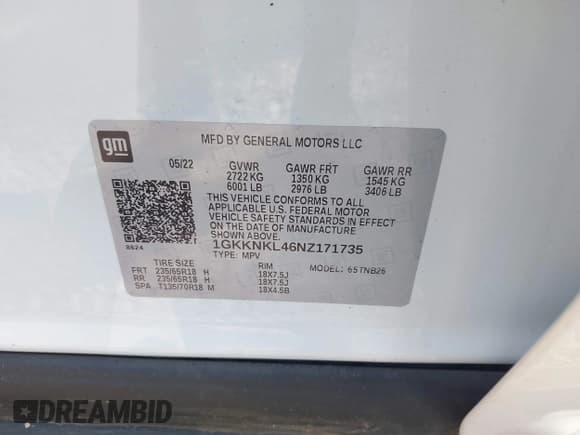 gm
MFD BY GENERAL MOTORS LLC
05/22 GVWR GAWR FRT GAWR RR
2722 KG 1350 KG 1545 KG
6001 LB 2976 LB 3406 LB
THIS VEHICLE CONFORMS TO ALL
APPLICABLE U.S. FEDERAL MOTOR
VEHICLE SAFETY STANDARDS IN EFFECT
ON THE DATE OF MANUFACTURE
SHOWN ABOVE.
8624
1GKKNKL46NZ171735
TYPE: MPV
TIRE SIZE RIM MODEL: 6STNB26
FRT 235/65R18 H 18X7.5J
RR 235/65R18 H 18X7.5J
SPA T135/70R18 M 18X4.5B
DREAMBID